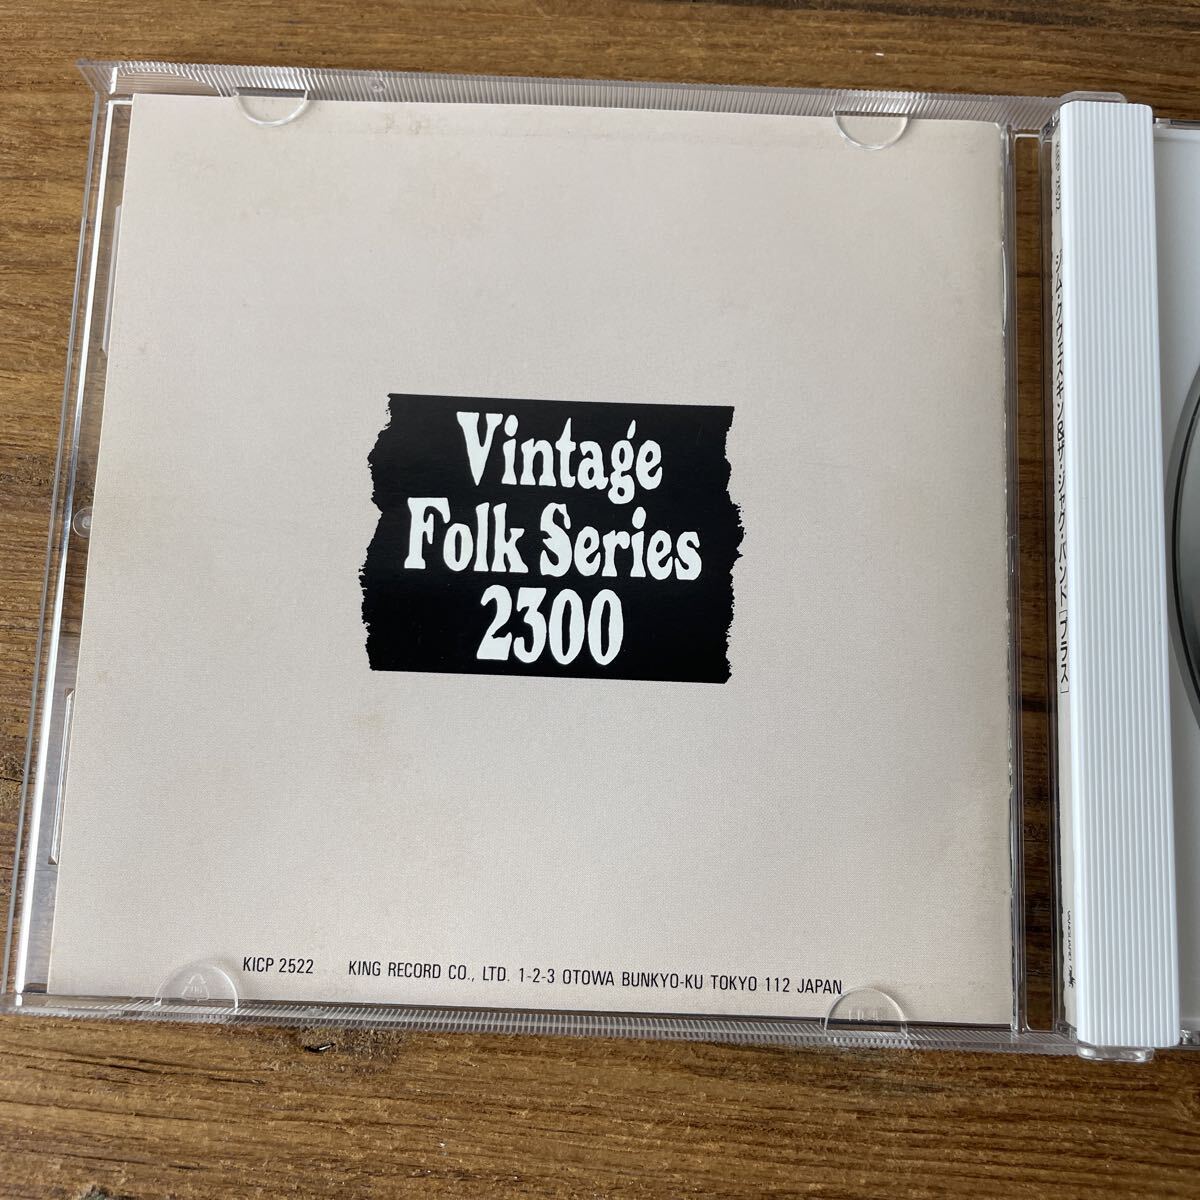 Vintage
Folk Series
2300
KICP 2522 KING RECORD CO., LTD. 1-2-3 OTOWA BUNKYO-KU TOKYO 112 JAPAN